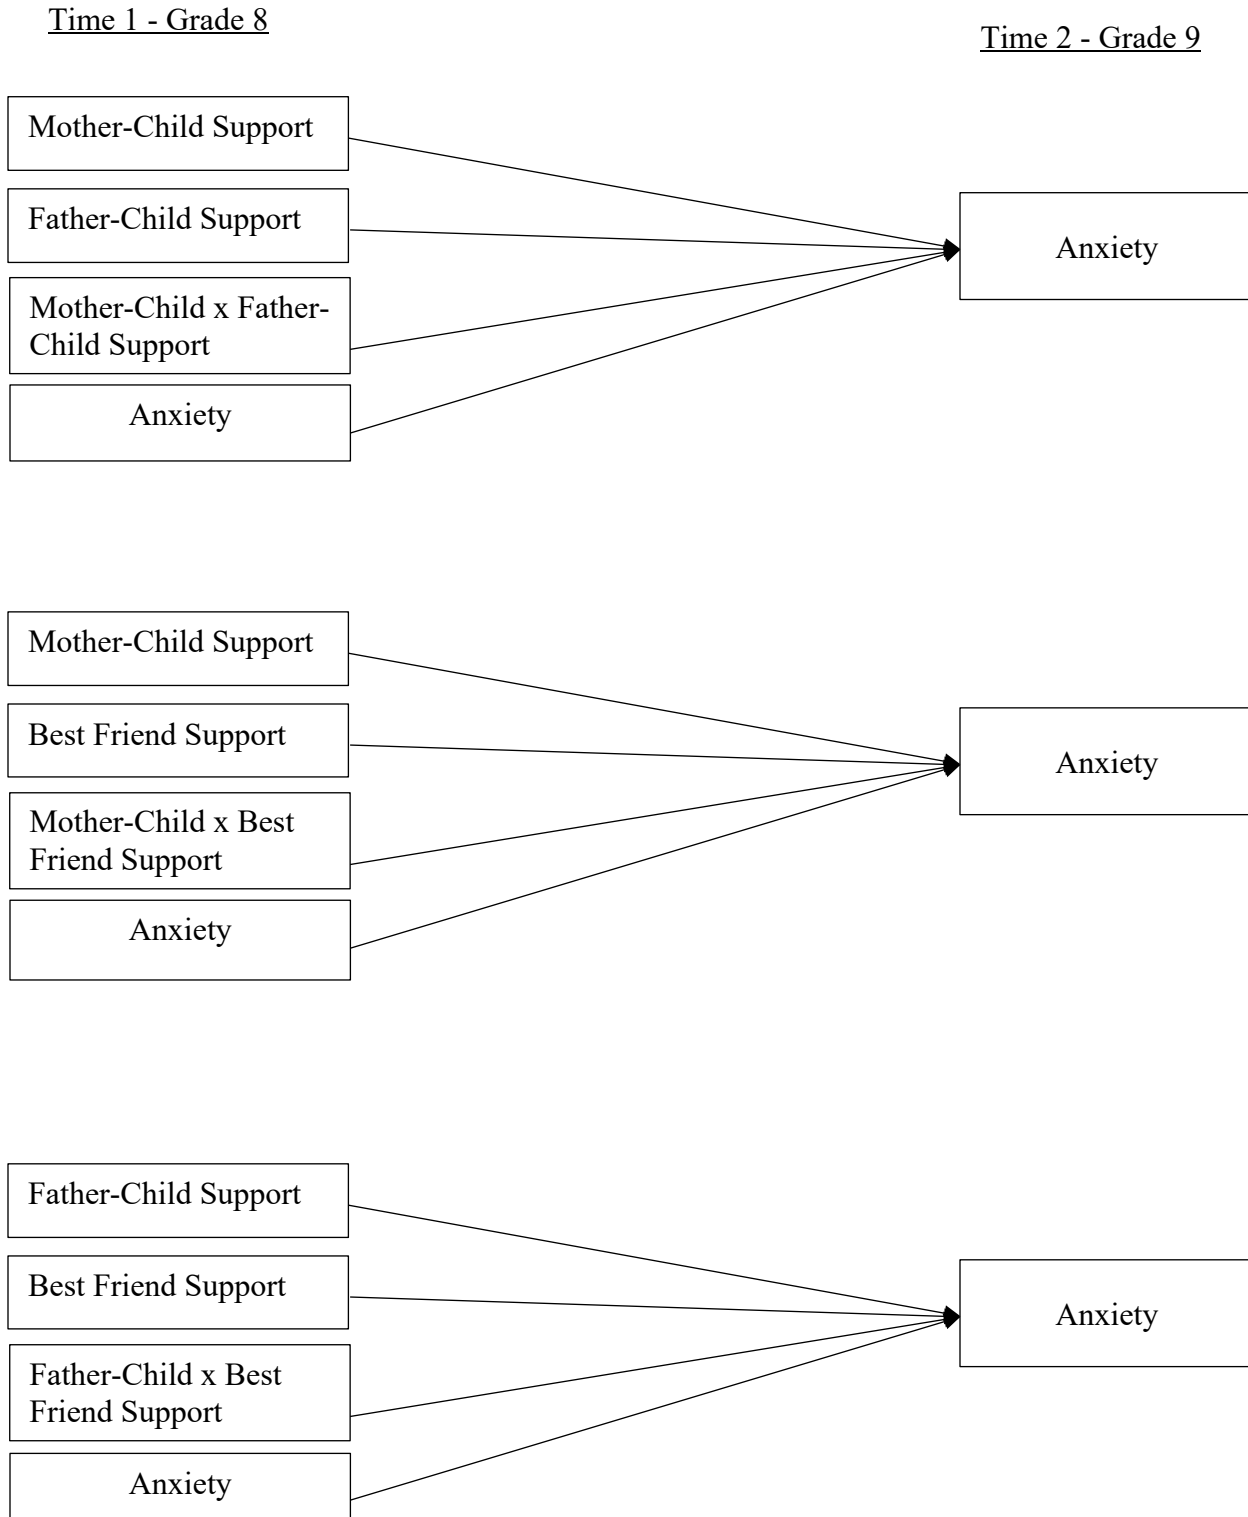 Time 1 - Grade 8
Time 2 - Grade 9
Mother-Child Support
Father-Child Support
Mother-Child x Father-
Child Support
Anxiety
Anxiety
Mother-Child Support
Best Friend Support
Mother-Child x Best
Friend Support
Anxiety
Anxiety
Father-Child Support
Best Friend Support
Father-Child x Best
Friend Support
Anxiety
Anxiety